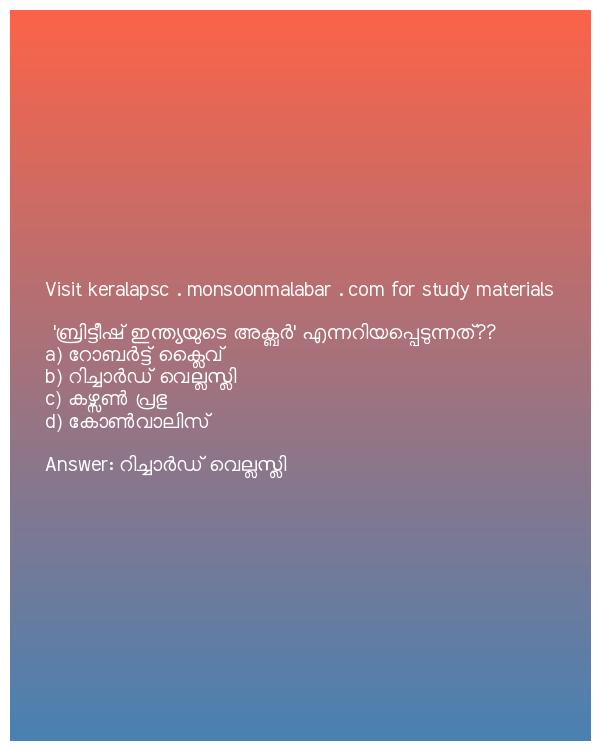 Visit keralapsc . monsoonmalabar . com for study materials
'ബ്രിട്ടീഷ് ഇന്ത്യയുടെ അക്ബർ' എന്നറിയപ്പെടുന്നത്??
a) റോബർട്ട് ക്ലൈവ്
b) റിച്ചാർഡ് വെല്ലസ്ലി
c) കഴ്സൺ പ്രഭു
d) കോൺവാലിസ്
Answer: റിച്ചാർഡ് വെല്ലസ്ലി